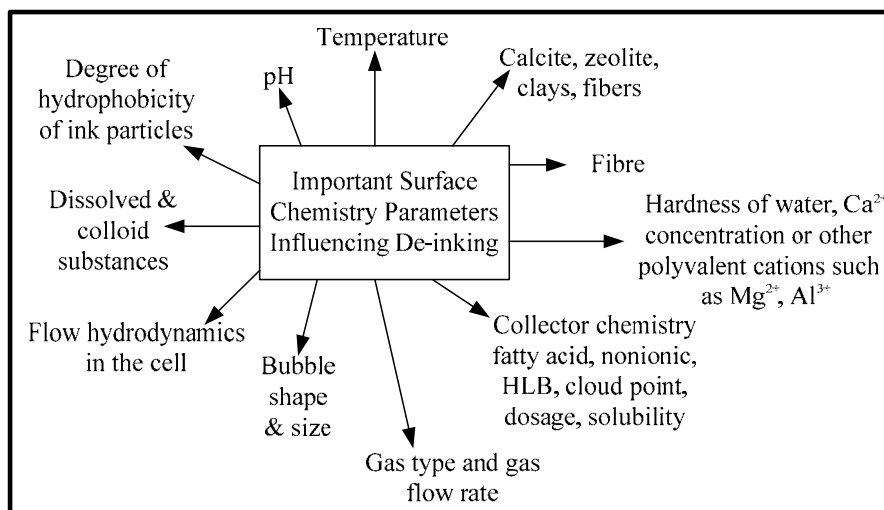 Temperature
pH
Calcite, zeolite,
clays, fibers
Degree of
hydrophobicity
of ink particles
Important Surface
Chemistry Parameters
Influencing De-inking
Fibre
Dissolved &
colloid
substances
Hardness of water, Ca²⁺
concentration or other
polyvalent cations such
as Mg²⁺, Al³⁺
Flow hydrodynamics
in the cell
Bubble
shape
& size
Collector chemistry
fatty acid, nonionic,
HLB, cloud point,
dosage, solubility
Gas type and gas
flow rate